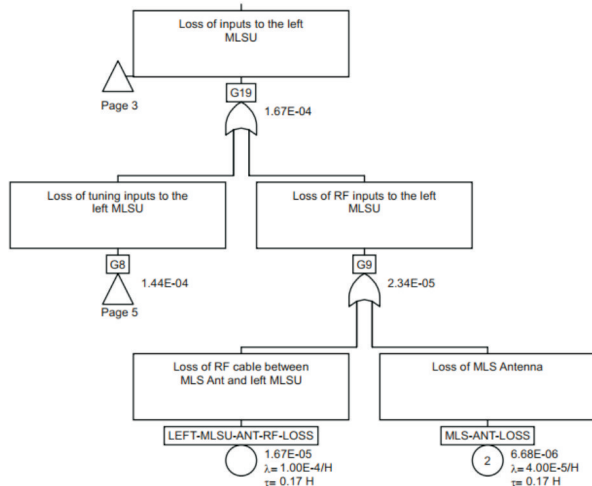 Loss of inputs to the left
MLSU
Page 3
G19
1.67E-04
Loss of tuning inputs to the
left MLSU
Loss of RF inputs to the left
MLSU
G8
1.44E-04
Page 5
G9
2.34E-05
Loss of RF cable between
MLS Ant and left MLSU
Loss of MLS Antenna
LEFT-MLSU-ANT-RF-LOSS
1.67E-05
λ= 1.00E-4/H
τ= 0.17 H
MLS-ANT-LOSS
2
6.68E-06
λ= 4.00E-5/H
τ= 0.17 H